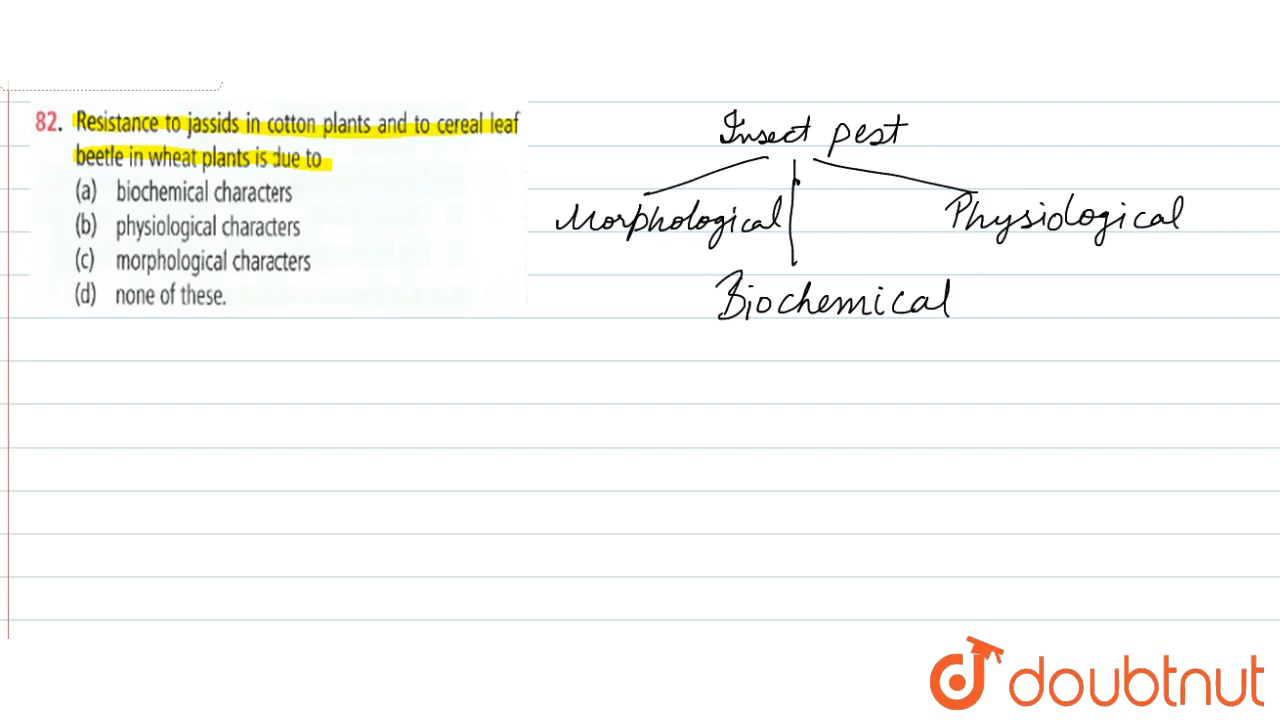 82. Resistance to jassids in cotton plants and to cereal leaf
beetle in wheat plants is due to
(a) biochemical characters
(b) physiological characters
(c) morphological characters
(d) none of these.
Insect pest
Morphological
Physiological
Biochemical
doubtnut